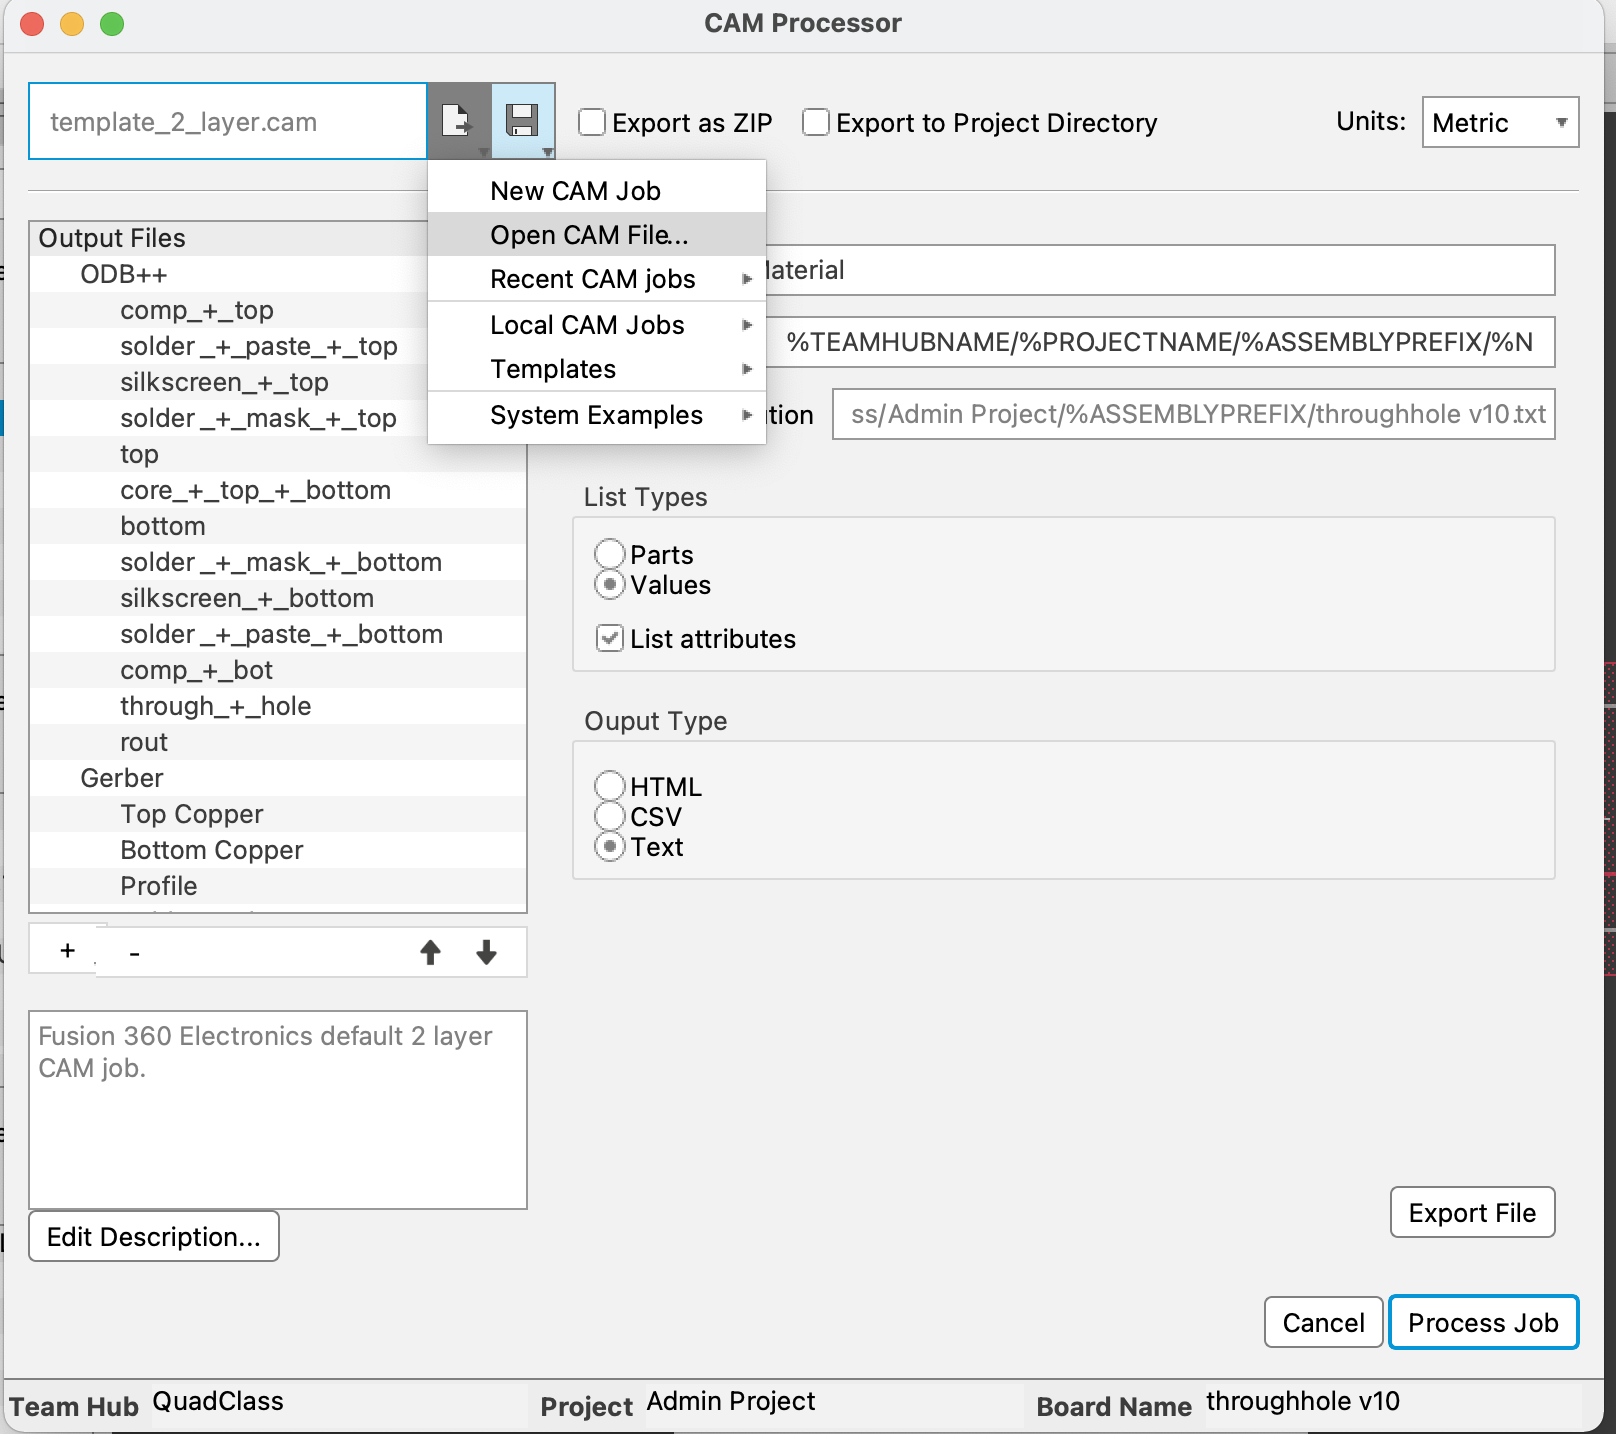 CAM Processor
template_2_layer.cam
Export as ZIP
Export to Project Directory
Units:
Metric
New CAM Job
Open CAM File...
Recent CAM jobs
Local CAM Jobs
Templates
System Examples
Output Files
ODB++
comp_+_top
solder_+_paste_+_top
silkscreen_+_top
solder_+_mask_+_top
top
core_+_top_+_bottom
bottom
solder_+_mask_+_bottom
silkscreen_+_bottom
solder_+_paste_+_bottom
comp_+_bot
through_+_hole
rout
Gerber
Top Copper
Bottom Copper
Profile
+
-
Fusion 360 Electronics default 2 layer
CAM job.
Edit Description...
%TEAMHUBNAME/%PROJECTNAME/%ASSEMBLYPREFIX/%N
ss/Admin Project/%ASSEMBLYPREFIX/throughhole v10.txt
List Types
Parts
Values
List attributes
Ouput Type
HTML
CSV
Text
Export File
Cancel
Process Job
Team Hub QuadClass
Project Admin Project
Board Name throughhole v10